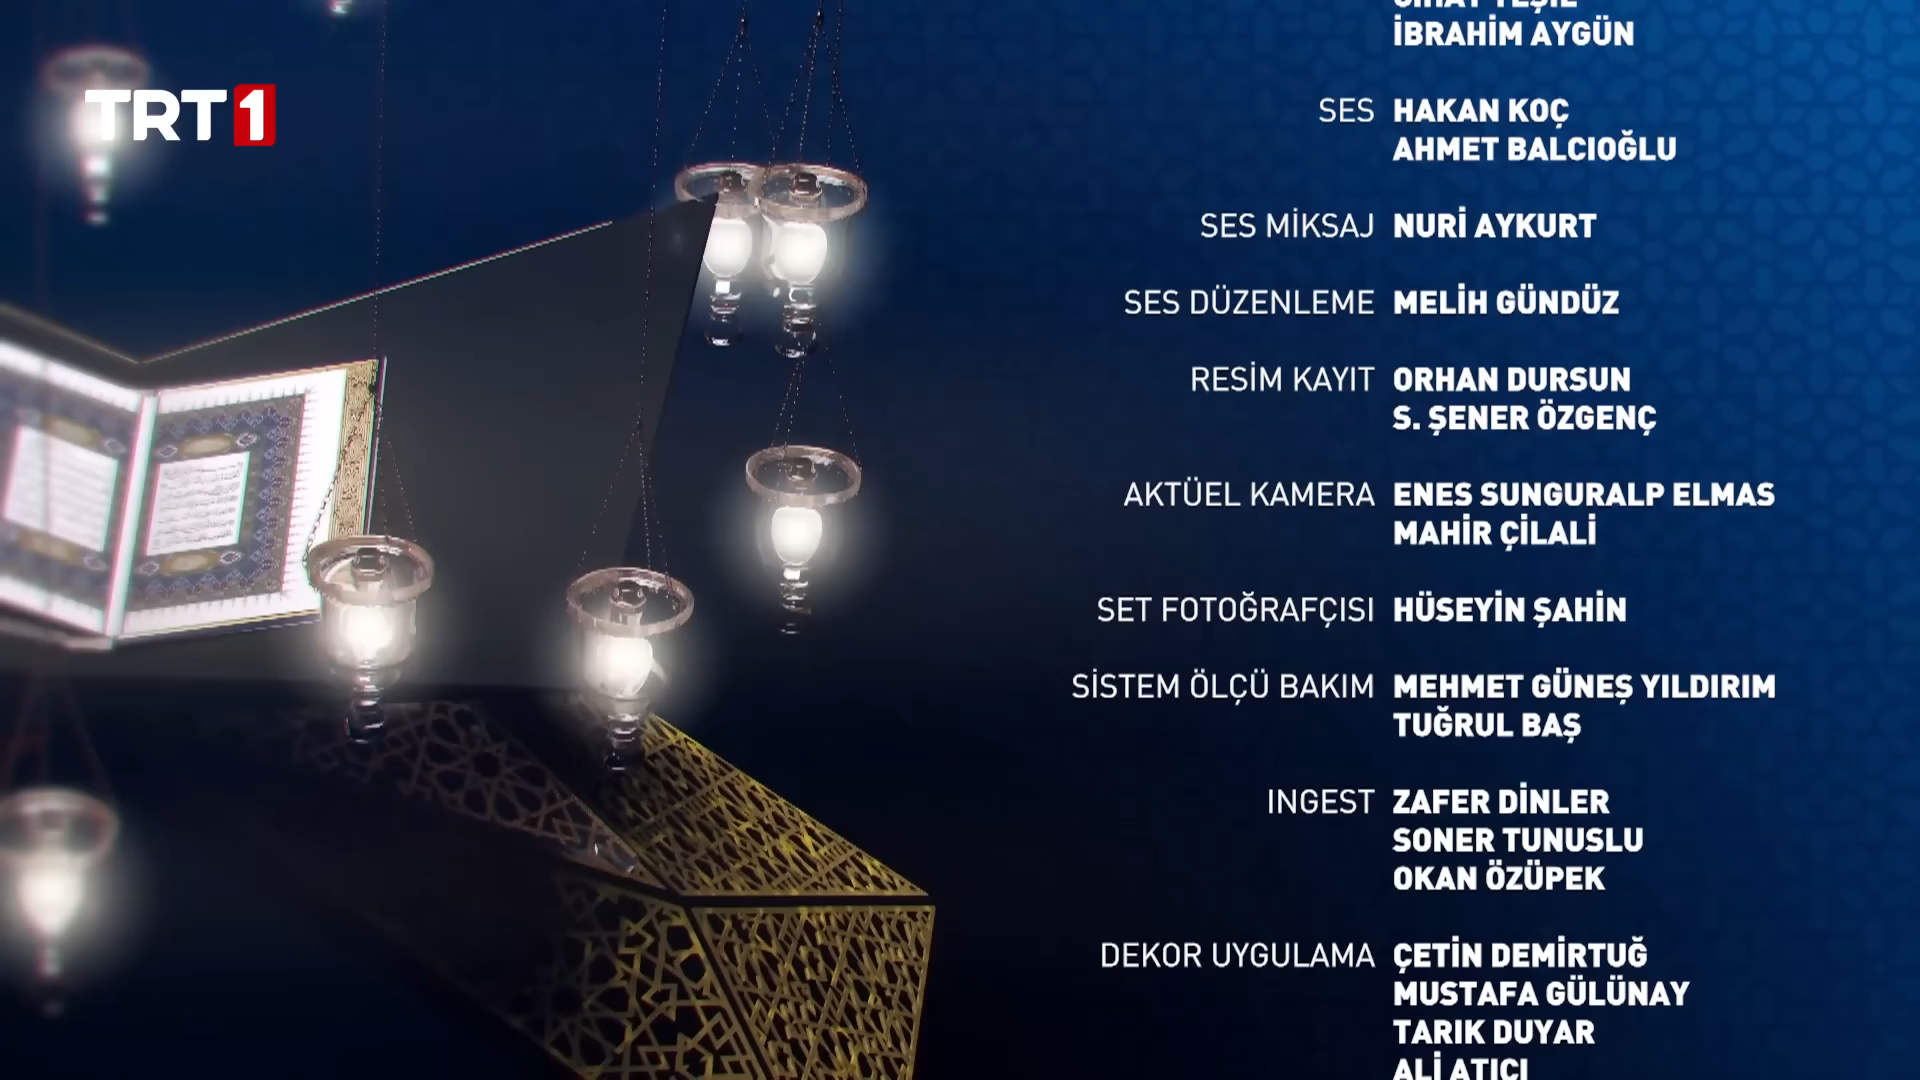 TRT 1
İBRAHİM AYGÜN
SES HAKAN KOÇ
AHMET BALCIOĞLU
SES MİKSAJ NURİ AYKURT
SES DÜZENLEME MELİH GÜNDÜZ
RESİM KAYIT ORHAN DURSUN
S. ŞENER ÖZGENÇ
AKTÜEL KAMERA ENES SUNGURALP ELMAS
MAHİR ÇİLALİ
SET FOTOĞRAFÇISI HÜSEYİN ŞAHİN
SİSTEM ÖLÇÜ BAKIM MEHMET GÜNEŞ YILDIRIM
TUĞRUL BAŞ
INGEST ZAFER DİNLER
SONER TUNUSLU
OKAN ÖZÜPEK
DEKOR UYGULAMA ÇETİN DEMİRTUĞ
MUSTAFA GÜLÜNAY
TARIK DUYAR
ALİ ATICI